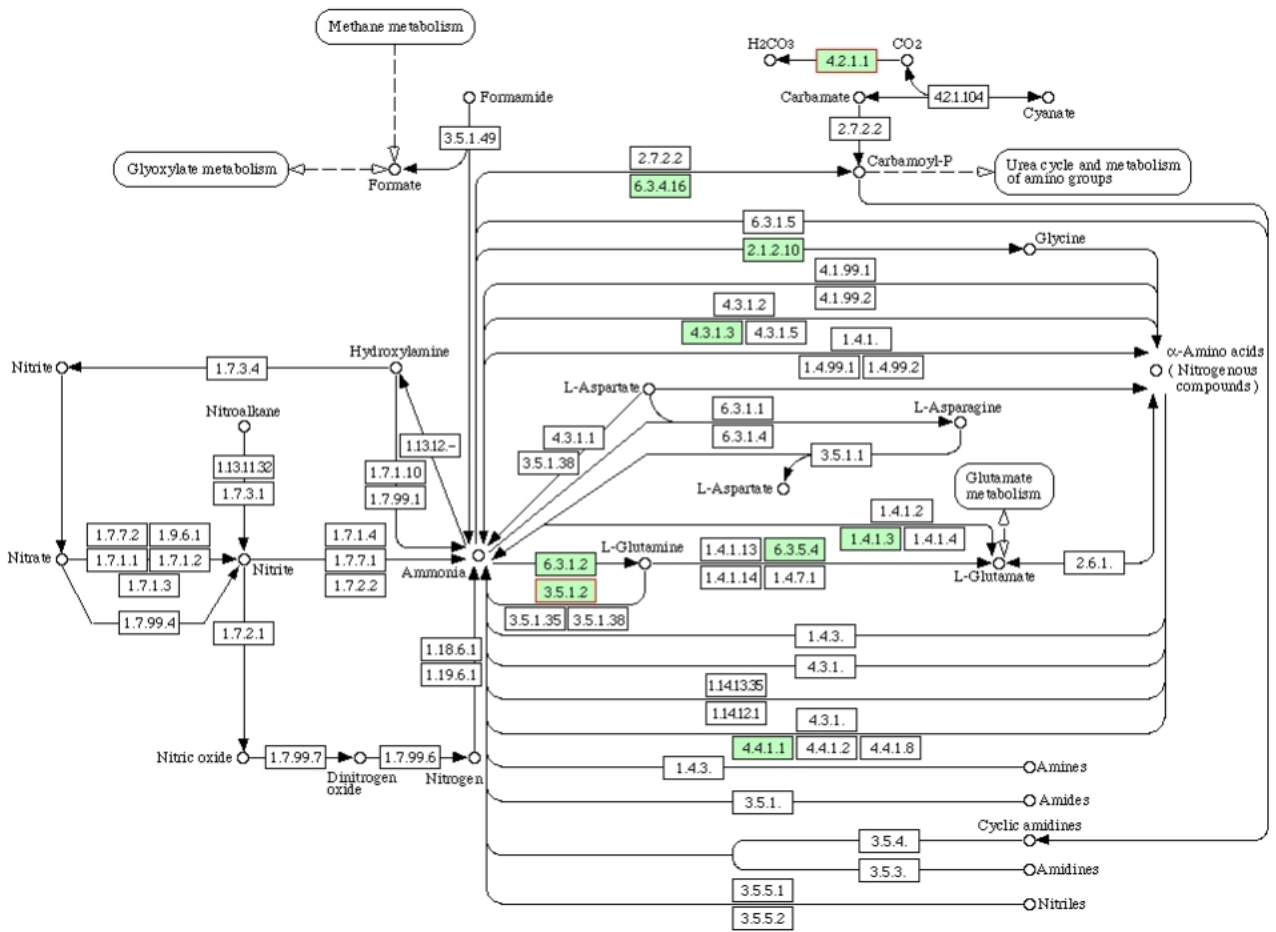 Methane metabolism
H2CO3
4.2.1.1
CO2
Formamide
Carbamate
4.2.1.104
Cyanate
3.5.1.49
2.7.2.2
Glyoxylate metabolism
Formate
2.7.2.2
6.3.4.16
Carbamoyl-P
Urea cycle and metabolism
of amino groups
6.3.1.5
2.1.2.10
Glycine
4.1.99.1
4.1.99.2
4.3.1.2
4.3.1.3
4.3.1.5
1.4.1.
1.4.99.1
1.4.99.2
α-Amino acids
( Nitrogenous
compounds )
Nitrite
1.7.3.4
Hydroxylamine
L-Aspartate
Nitroalkane
6.3.1.1
6.3.1.4
L-Asparagine
1.13.12.-
4.3.1.1
3.5.1.38
3.5.1.1
1.13.11.32
1.7.3.1
1.7.1.10
1.7.99.1
L-Aspartate
Glutamate
metabolism
1.4.1.2
1.4.1.3
1.4.1.4
1.7.7.2
1.9.6.1
Nitrate
1.7.1.1
1.7.1.2
1.7.1.3
Nitrite
1.7.1.4
1.7.7.1
1.7.2.2
Ammonia
6.3.1.2
3.5.1.2
3.5.1.35
3.5.1.38
L-Glutamine
1.4.1.13
6.3.5.4
1.4.1.14
1.4.7.1
L-Glutamate
2.6.1.
1.7.99.4
1.7.2.1
1.18.6.1
1.19.6.1
1.4.3.
4.3.1.
1.14.13.35
1.14.12.1
4.3.1.
4.4.1.1
4.4.1.2
4.4.1.8
Nitric oxide
1.7.99.7
Dinitrogen
oxide
1.7.99.6
Nitrogen
1.4.3.
Amines
3.5.1.
Amides
Cyclic amidines
3.5.4.
3.5.3.
Amidines
3.5.5.1
3.5.5.2
Nitriles